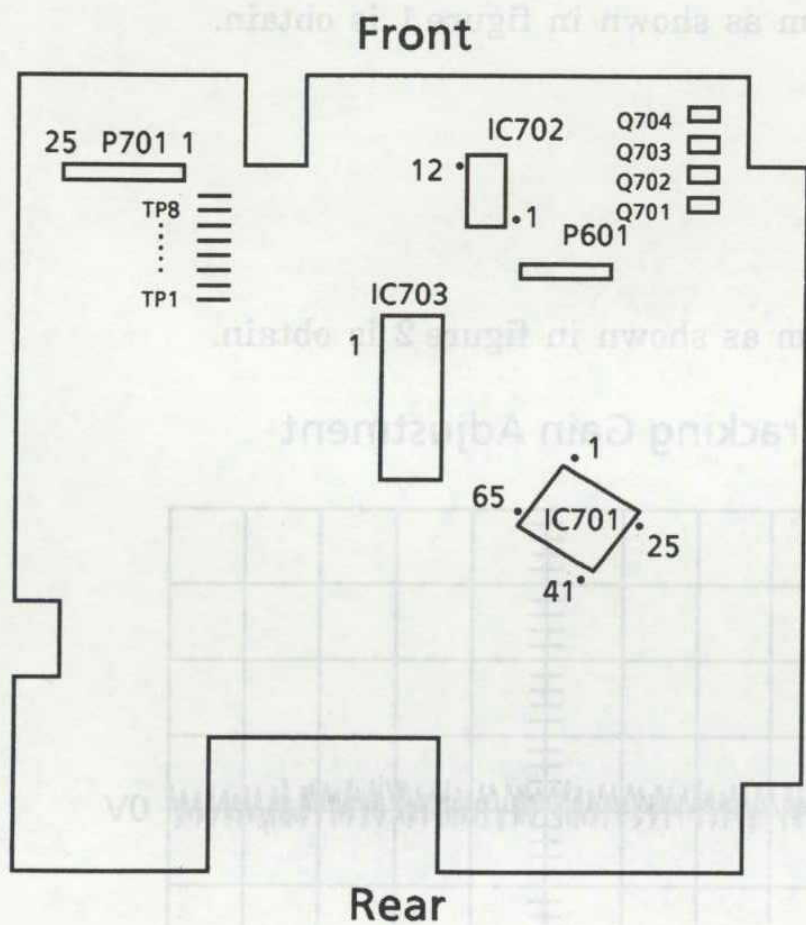 m as shown in figure 1 is obtain.
Front
25 P701 1
IC702
Q704
12
Q703
Q702
TP8
1
Q701
P601
TP1
IC703
1
m as shown in figure 2 is obtain.
racking Gain Adjustment
1
65
IC701
25
41
0V
Rear